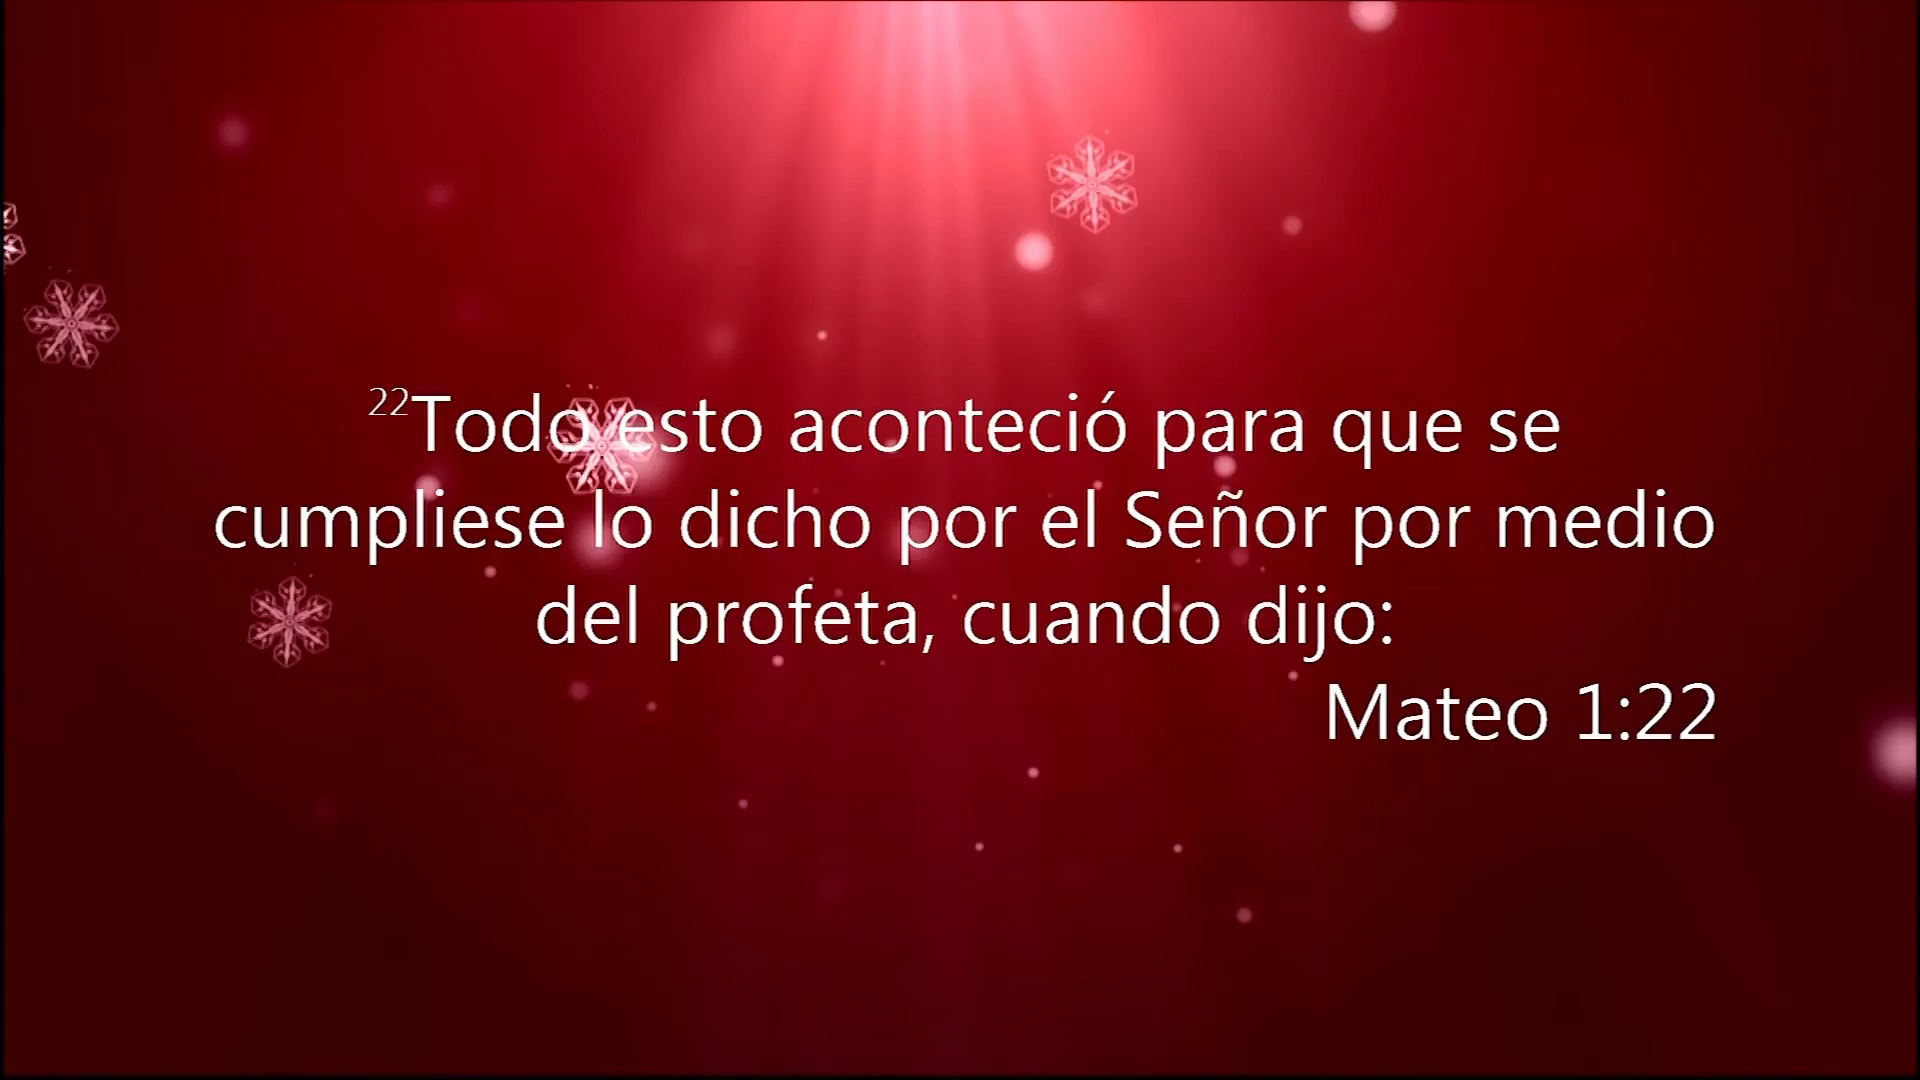 22Todo esto aconteció para que se
cumpliese lo dicho por el Señor por medio
del profeta, cuando dijo:
Mateo 1:22